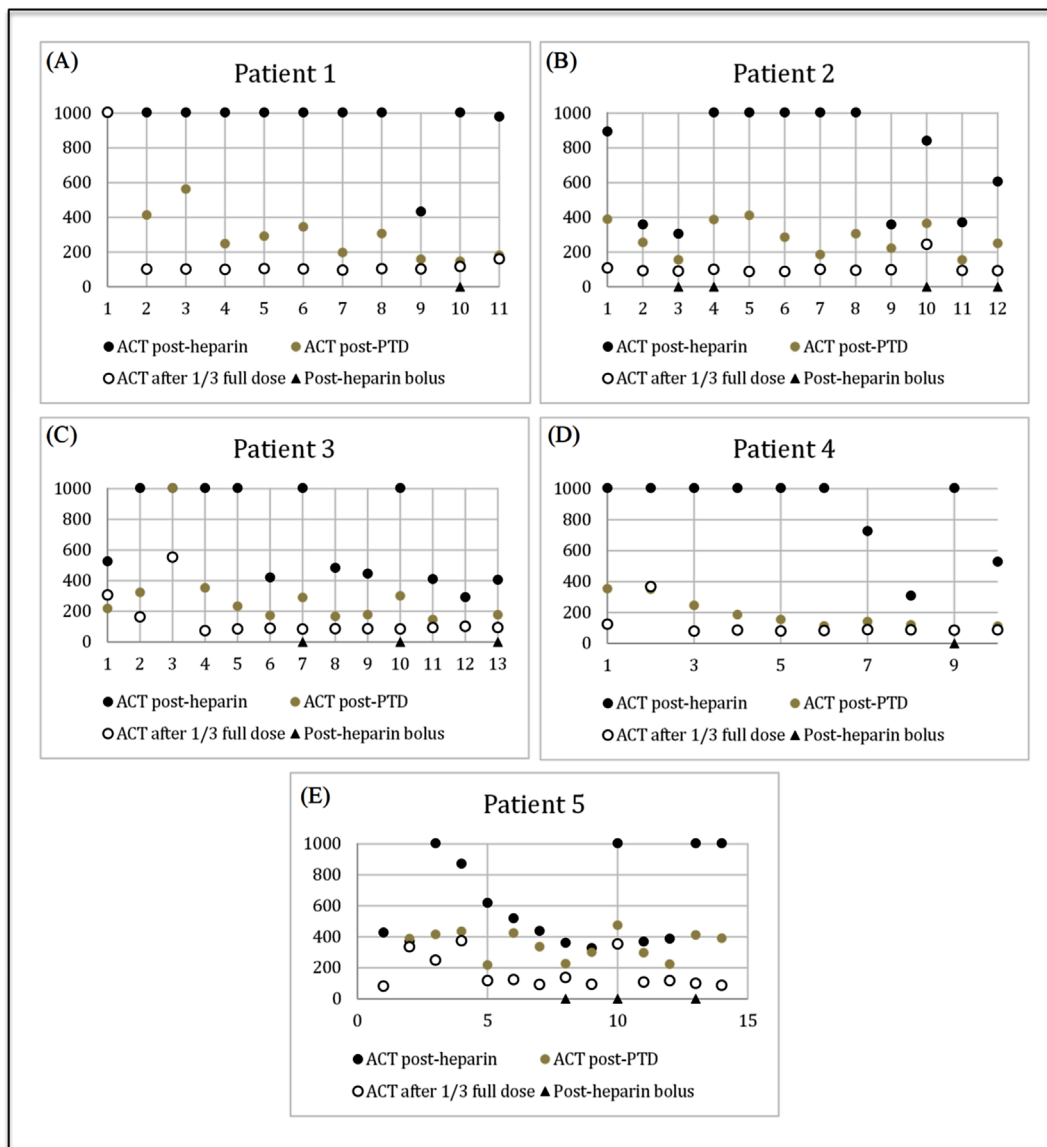 (A)
Patient 1
1000
800
600
400
200
0
1 2 3 4 5 6 7 8 9 10 11
ACT post-heparin ACT post-PTD
ACT after 1/3 full dose Post-heparin bolus
(B)
Patient 2
1000
800
600
400
200
0
1 2 3 4 5 6 7 8 9 10 11 12
ACT post-heparin ACT post-PTD
ACT after 1/3 full dose Post-heparin bolus
(C)
Patient 3
1000
800
600
400
200
0
1 2 3 4 5 6 7 8 9 10 11 12 13
ACT post-heparin ACT post-PTD
ACT after 1/3 full dose Post-heparin bolus
(D)
Patient 4
1000
800
600
400
200
0
1 3 5 7 9
ACT post-heparin ACT post-PTD
ACT after 1/3 full dose Post-heparin bolus
(E)
Patient 5
1000
800
600
400
200
0
0 5 10 15
ACT post-heparin ACT post-PTD
ACT after 1/3 full dose Post-heparin bolus